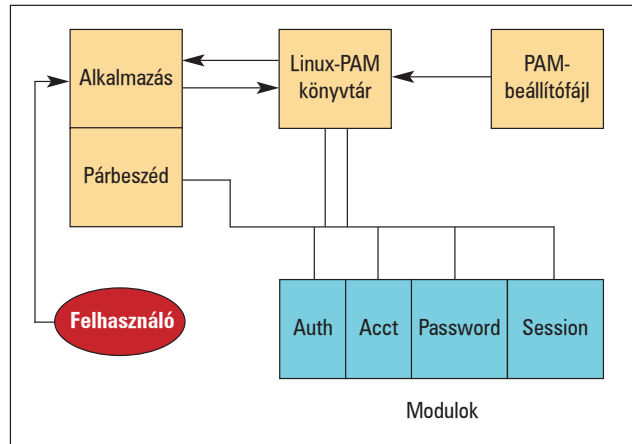 Alkalmazás
Linux-PAM
könyvtár
PAM-
beállítófájl
Párbeszéd
Felhasználó
Auth
Acct
Password
Session
Modulok